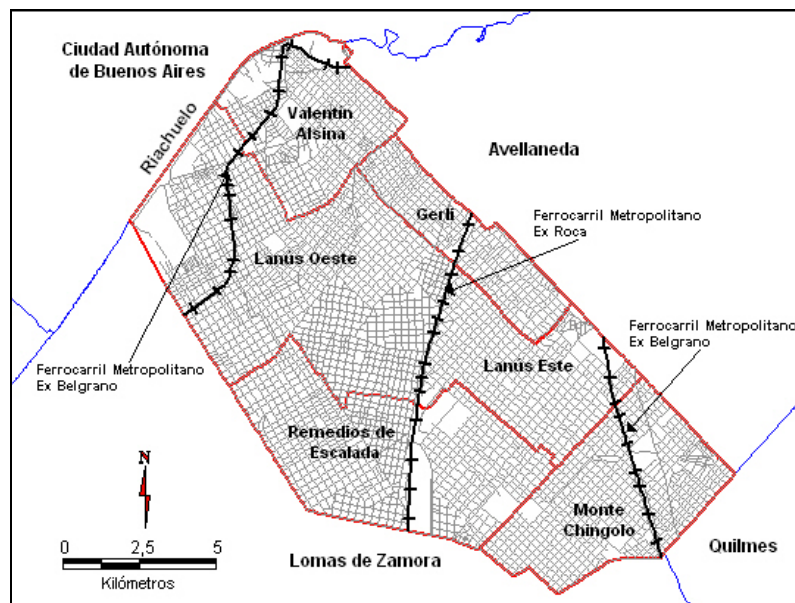 Ciudad Autónoma
de Buenos Aires
Riachuelo
Valentín
Alsina
Avellaneda
Gerli
Ferrocarril Metropolitano
Ex Roca
Lanús Oeste
Ferrocarril Metropolitano
Ex Belgrano
Lanús Este
Ferrocarril Metropolitano
Ex Belgrano
Remedios de
Escalada
Monte
Chingolo
N
0 2,5 5
Kilómetros
Lomas de Zamora
Quilmes